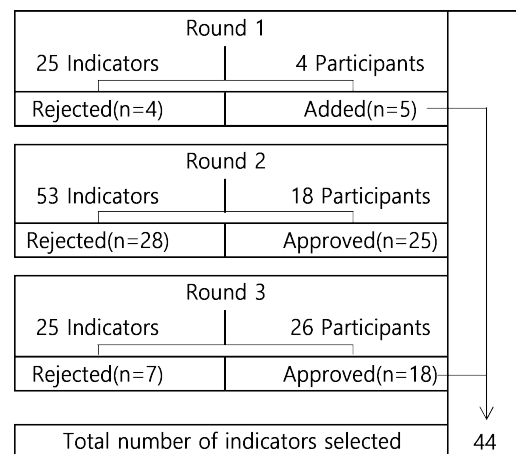 Round 1
25 Indicators 4 Participants
Rejected(n=4) Added(n=5)
Round 2
53 Indicators 18 Participants
Rejected(n=28) Approved(n=25)
Round 3
25 Indicators 26 Participants
Rejected(n=7) Approved(n=18)
Total number of indicators selected 44